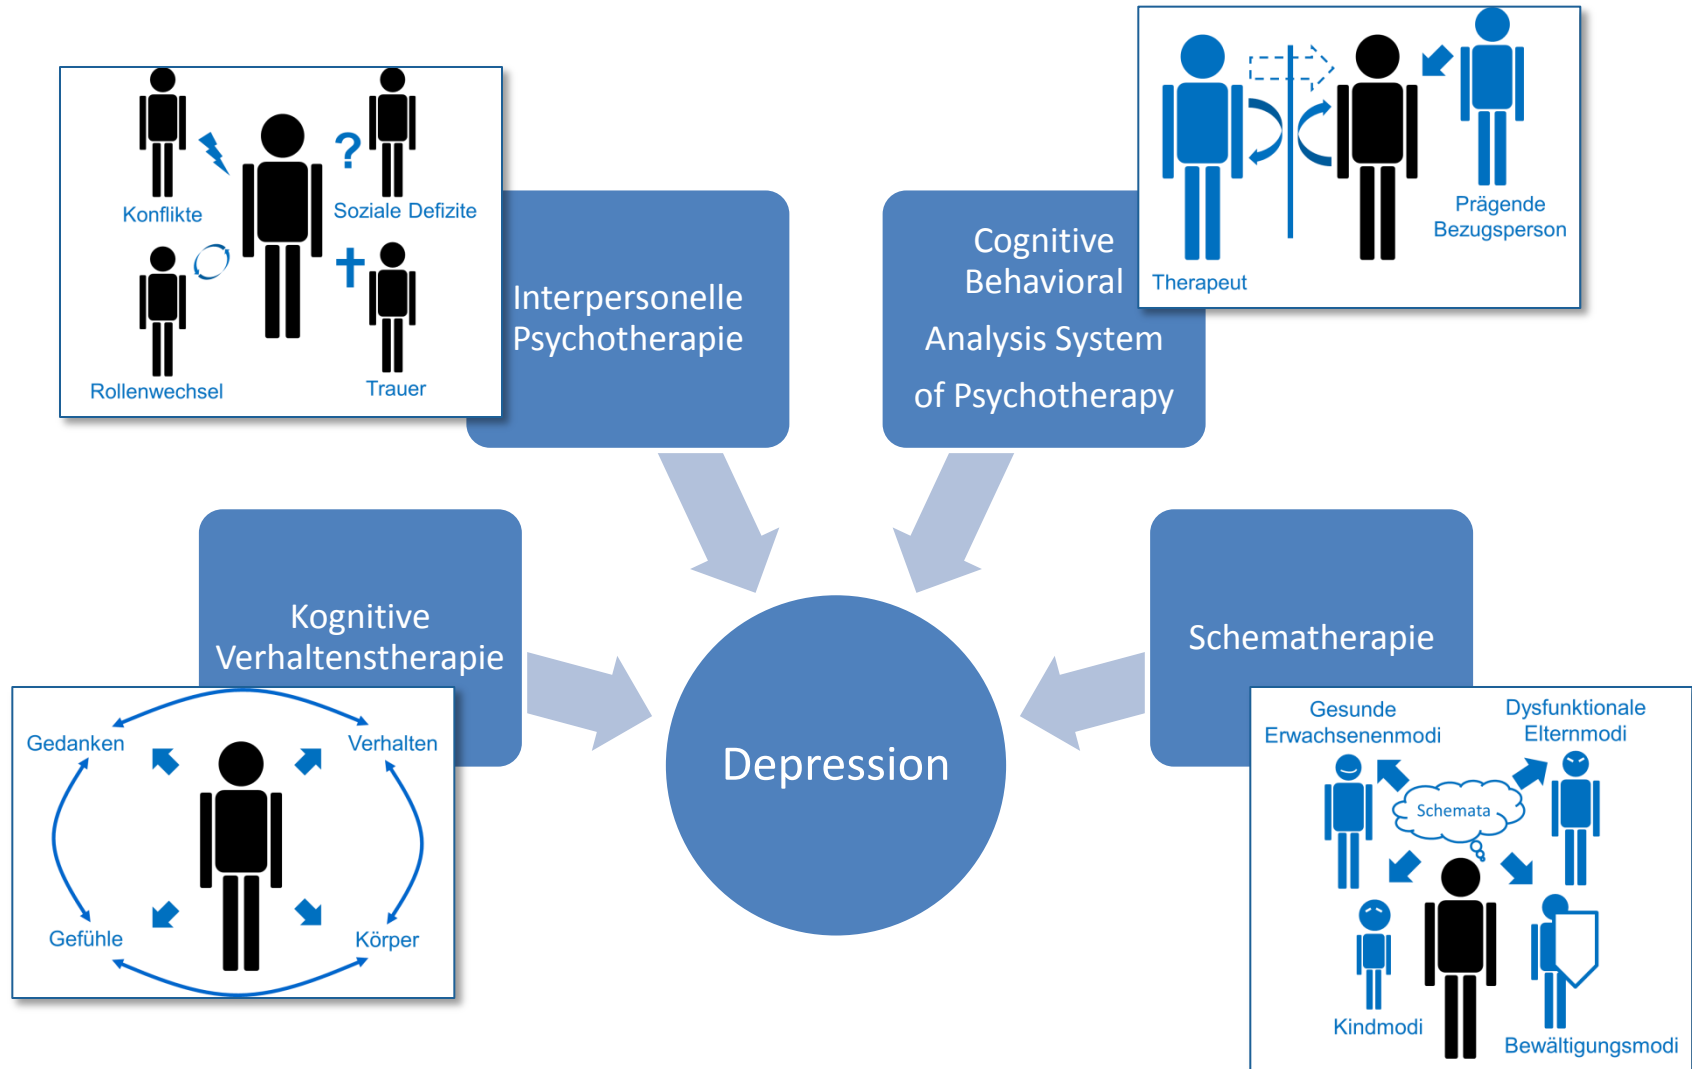 Konflikte
?
Soziale Defizite
Rollenwechsel
Trauer
Interpersonelle
Psychotherapie
Cognitive
Behavioral
Analysis System
of Psychotherapy
Therapeut
Prägende
Bezugsperson
Kognitive
Verhaltenstherapie
Gedanken
Verhalten
Gefühle
Körper
Depression
Schematherapie
Gesunde
Erwachsenenmodi
Dysfunktionale
Elternmodi
Schemata
Kindmodi
Bewältigungsmodi